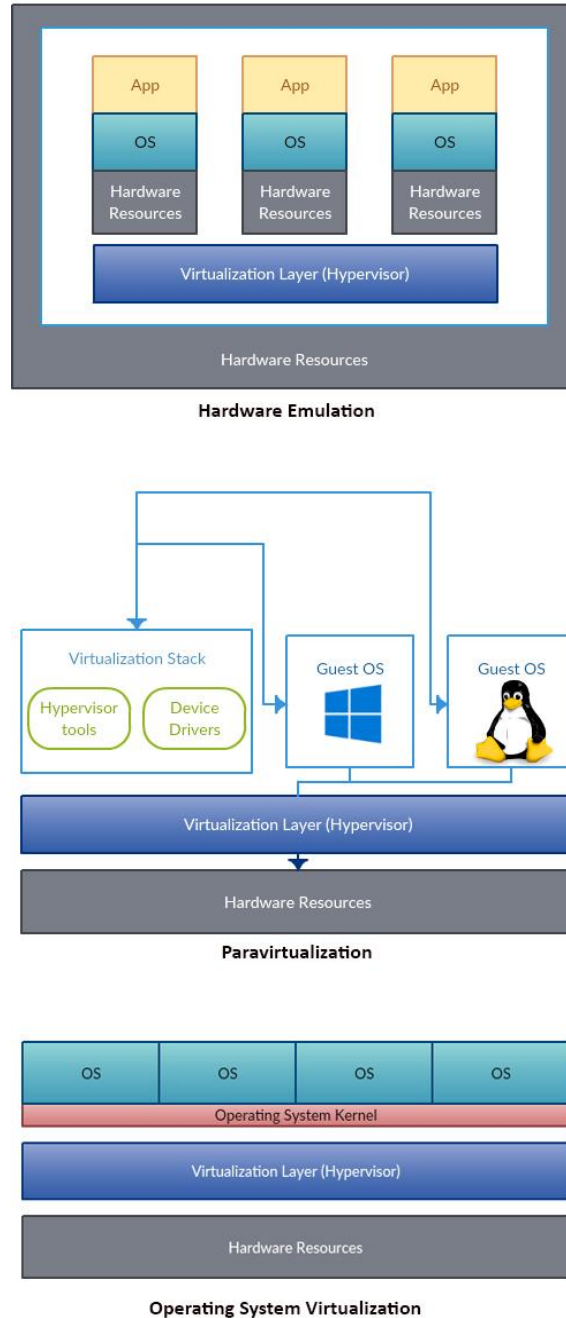 App App App
OS OS OS
Hardware Hardware Hardware
Resources Resources Resources
Virtualization Layer (Hypervisor)
Hardware Resources
Hardware Emulation
Virtualization Stack
Hypervisor
tools
Device
Drivers
Guest OS
Guest OS
Virtualization Layer (Hypervisor)
Hardware Resources
Paravirtualization
OS OS OS OS
Operating System Kernel
Virtualization Layer (Hypervisor)
Hardware Resources
Operating System Virtualization